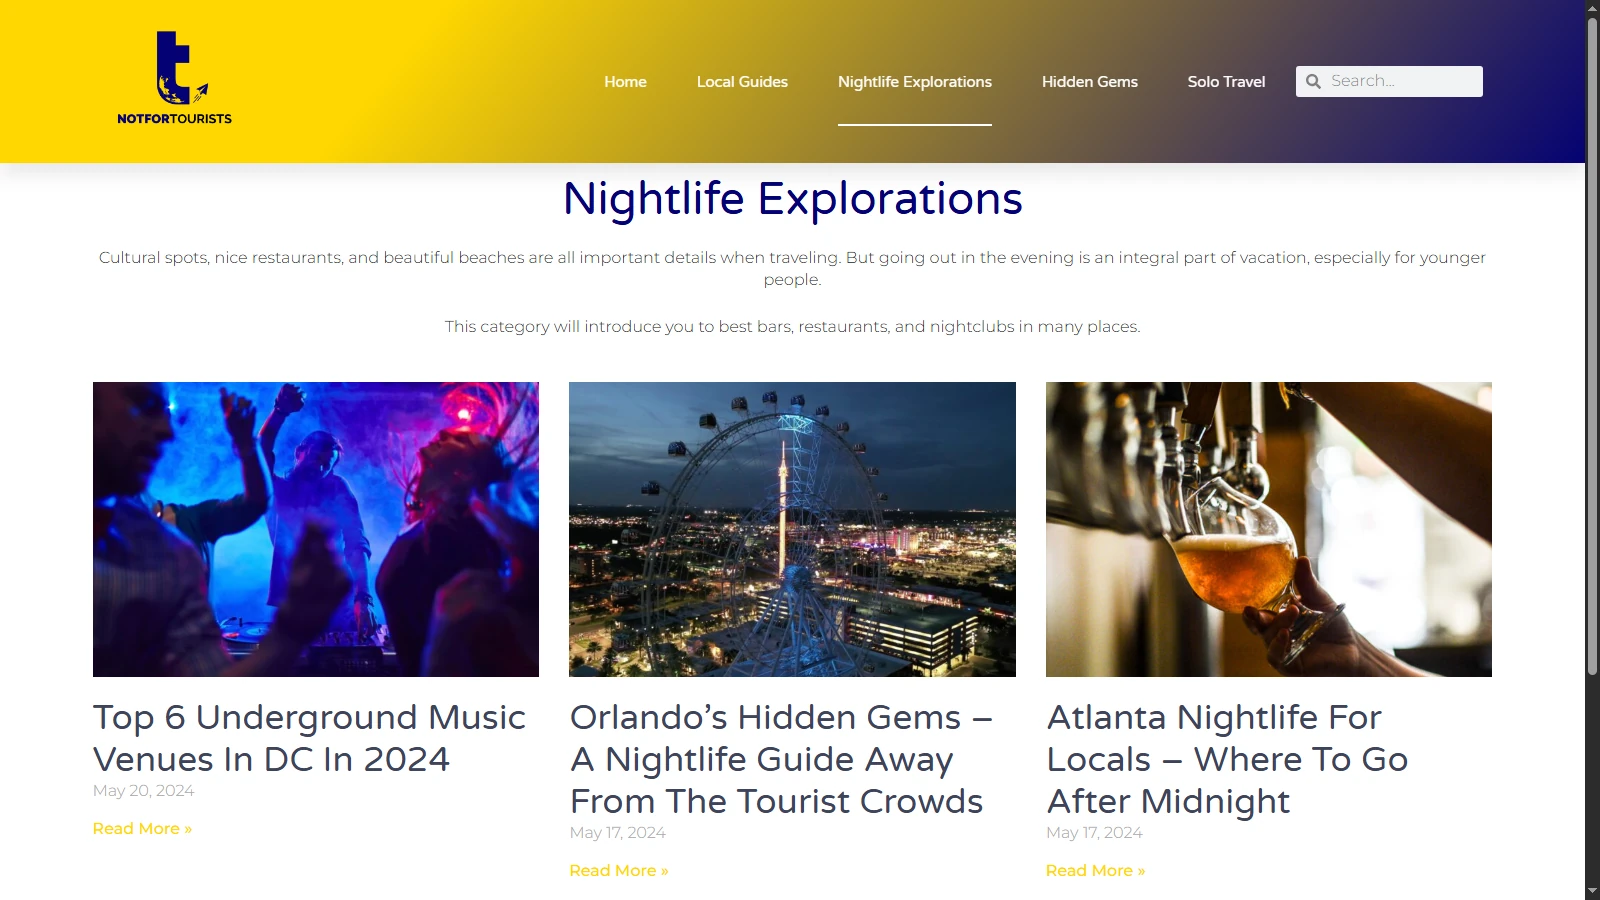 NOTFORTOURISTS
Home
Local Guides
Nightlife Explorations
Hidden Gems
Solo Travel
Search...
Nightlife Explorations
Cultural spots, nice restaurants, and beautiful beaches are all important details when traveling. But going out in the evening is an integral part of vacation, especially for younger
people.
This category will introduce you to best bars, restaurants, and nightclubs in many places.
Top 6 Underground Music
Venues In DC In 2024
May 20, 2024
Read More »
Orlando’s Hidden Gems –
A Nightlife Guide Away
From The Tourist Crowds
May 17, 2024
Read More »
Atlanta Nightlife For
Locals – Where To Go
After Midnight
May 17, 2024
Read More »